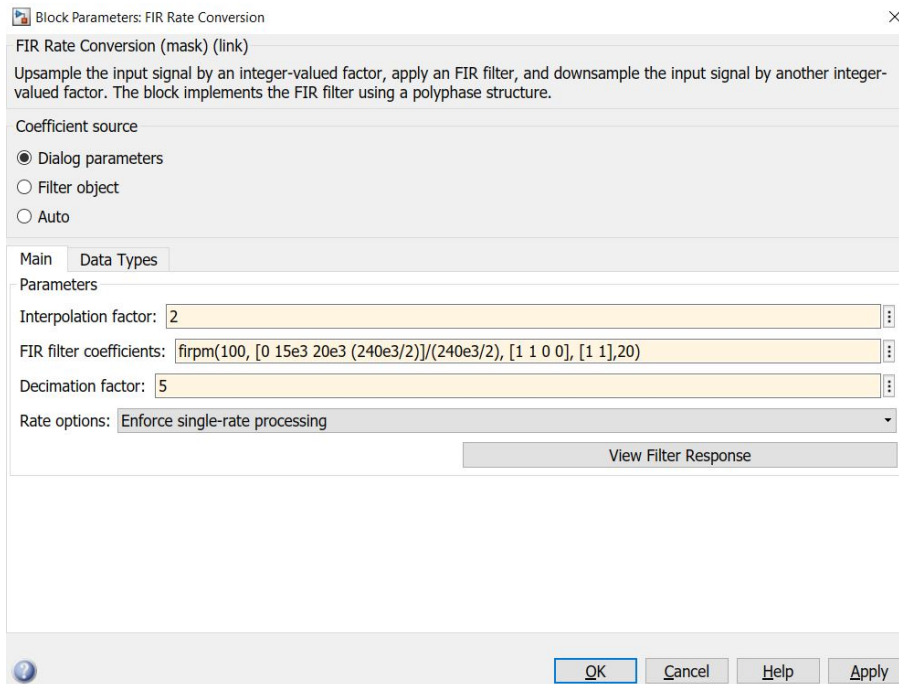 Block Parameters: FIR Rate Conversion
FIR Rate Conversion (mask) (link)
Upsample the input signal by an integer-valued factor, apply an FIR filter, and downsample the input signal by another integer-
valued factor. The block implements the FIR filter using a polyphase structure.
Coefficient source
Dialog parameters
Filter object
Auto
Main Data Types
Parameters
Interpolation factor: 2
FIR filter coefficients: firpm(100, [0 15e3 20e3 (240e3/2)]/(240e3/2), [1 1 0 0], [1 1],20)
Decimation factor: 5
Rate options: Enforce single-rate processing
View Filter Response
OK Cancel Help Apply